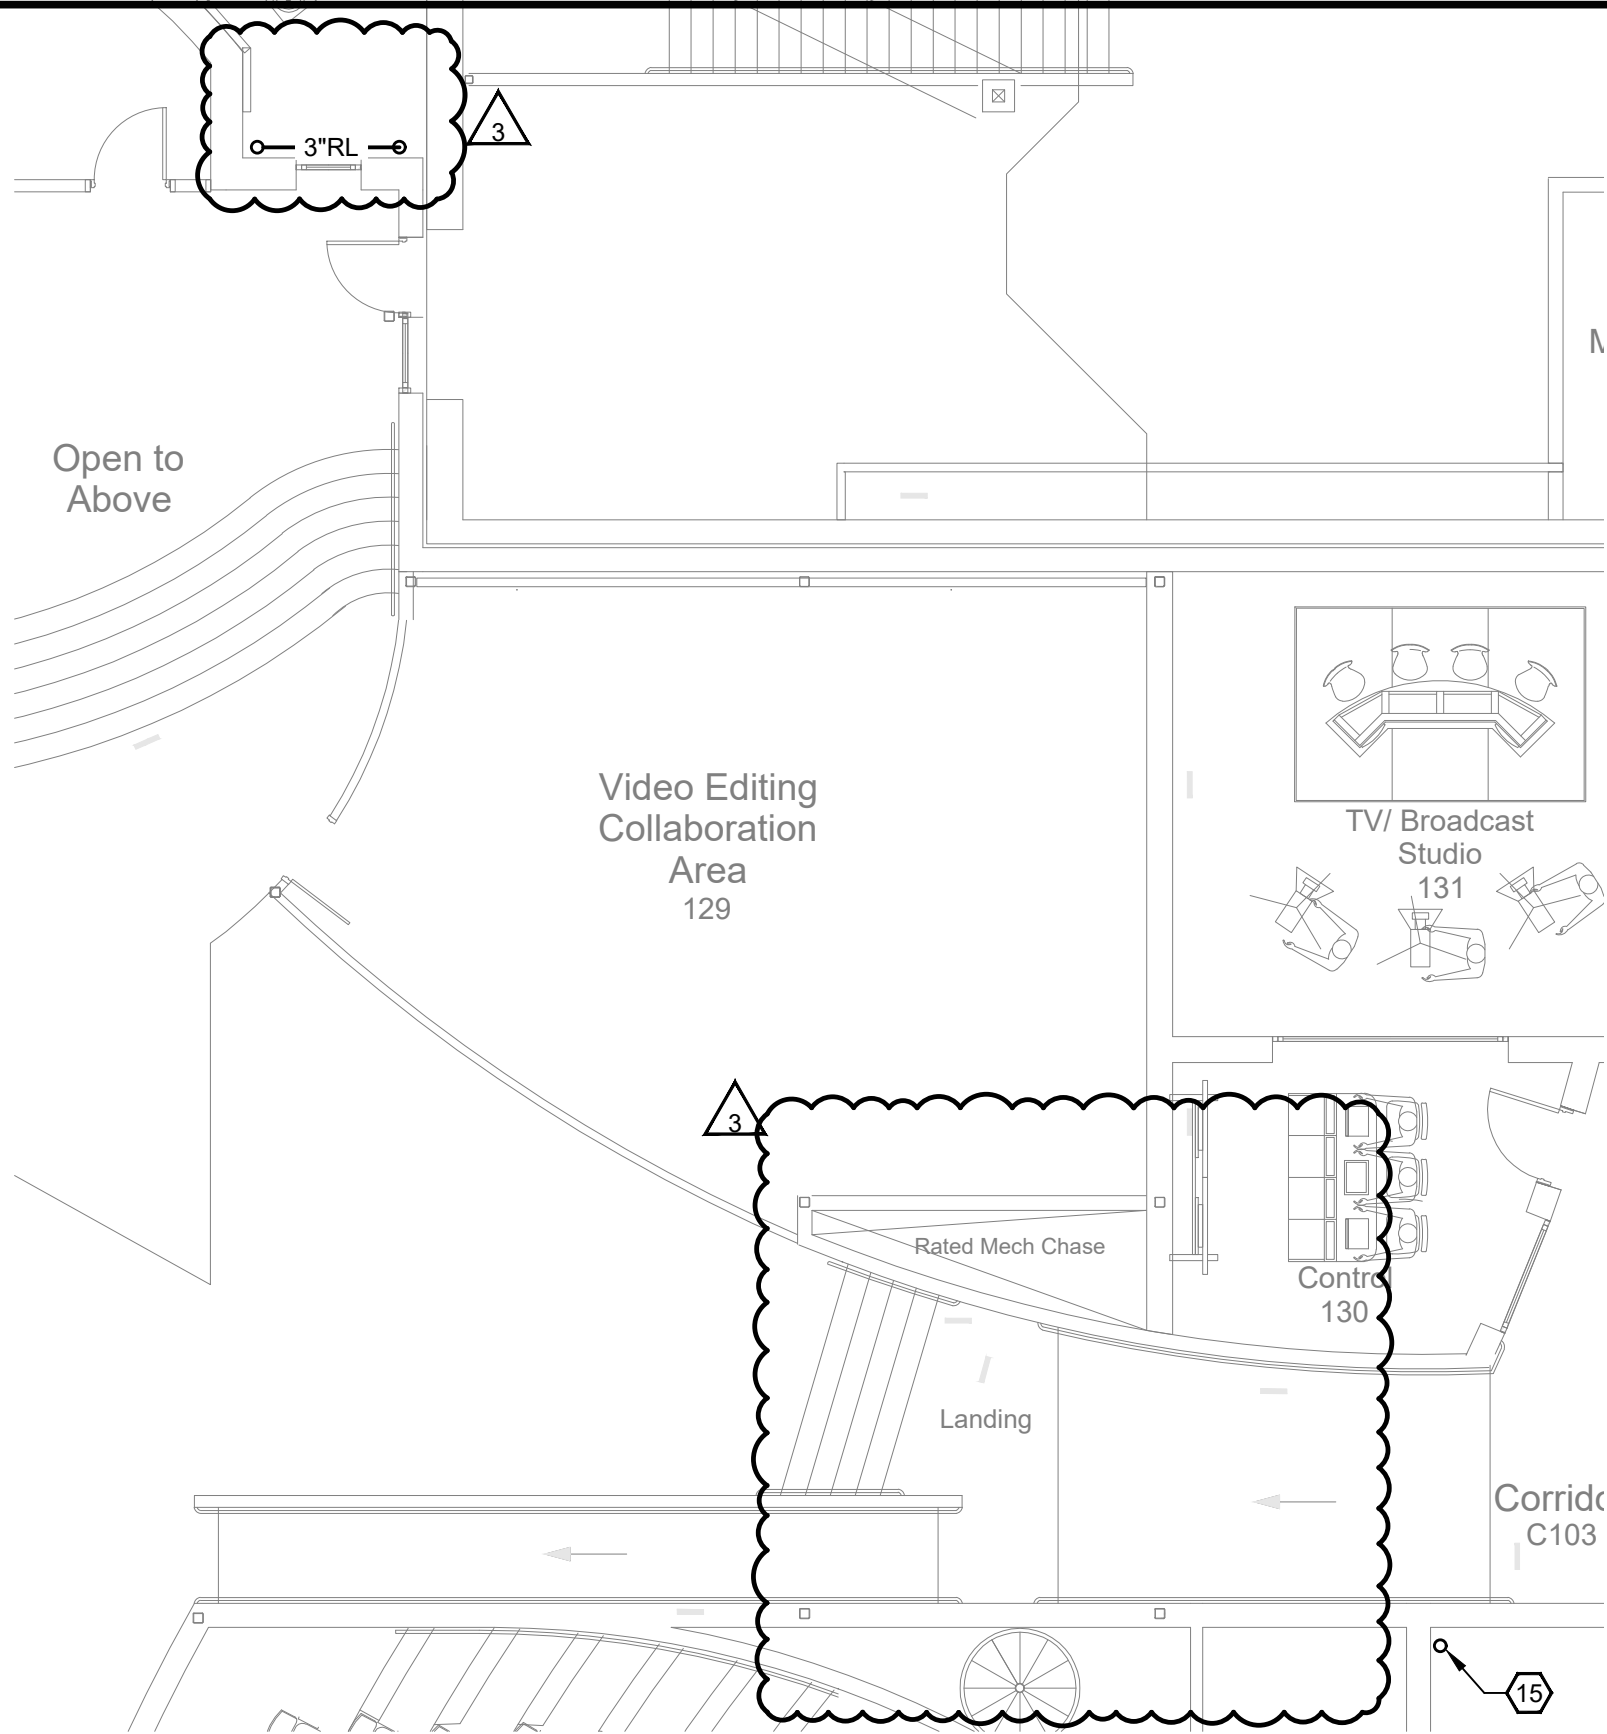 3
3"RL
M
Open to
Above
Video Editing
Collaboration
Area
129
TV/ Broadcast
Studio
131
3
Rated Mech Chase
Control
130
Landing
Corrido
C103
15